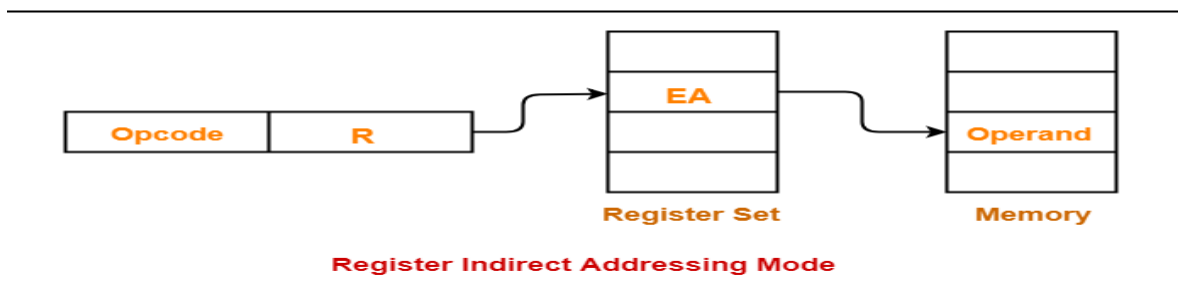 EA
Opcode R
Operand
Register Set
Memory
Register Indirect Addressing Mode